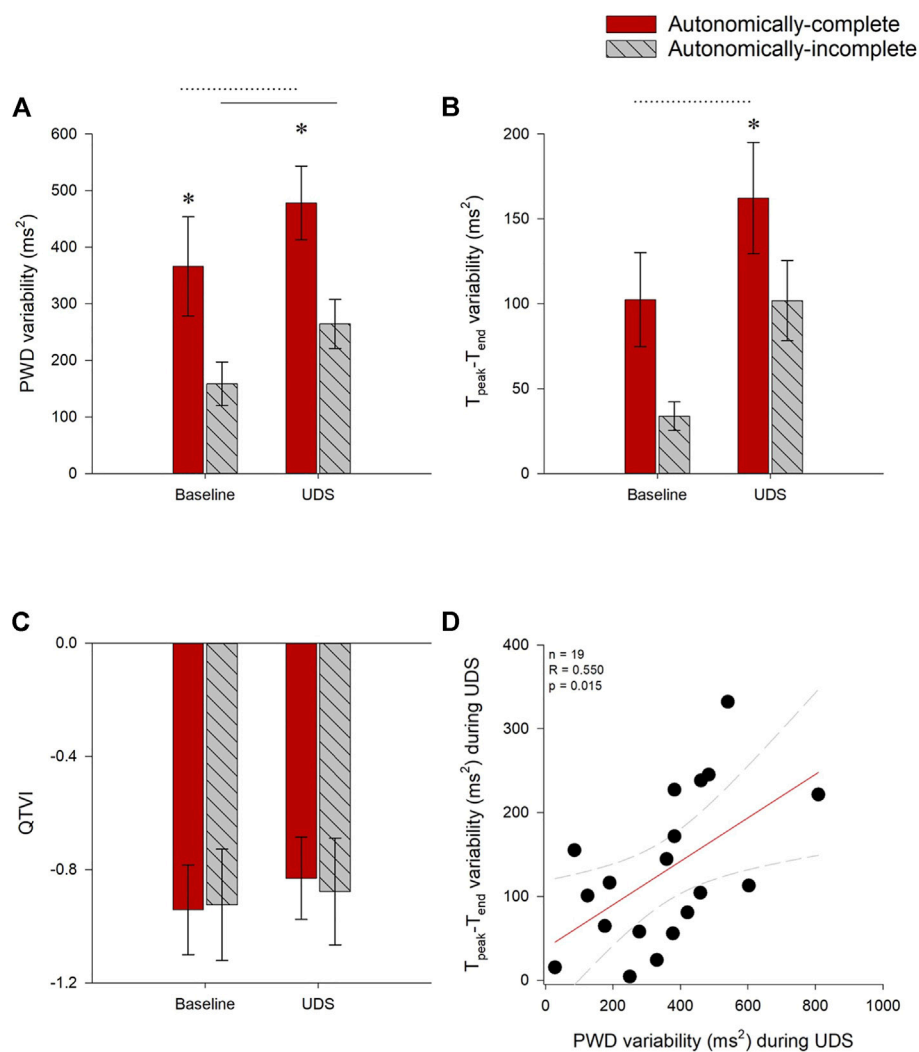 Autonomically-complete
Autonomically-incomplete
A
PWD variability (ms²)
600
500
400
300
200
100
0
*
*
Baseline
UDS
B
Tpeak-Tend variability (ms²)
200
150
100
50
0
*
Baseline
UDS
C
QTVI
0.0
-0.4
-0.8
-1.2
Baseline
UDS
D
Tpeak-Tend variability (ms²) during UDS
400
300
200
100
0
n = 19
R = 0.550
p = 0.015
0
200
400
600
800
1000
PWD variability (ms²) during UDS